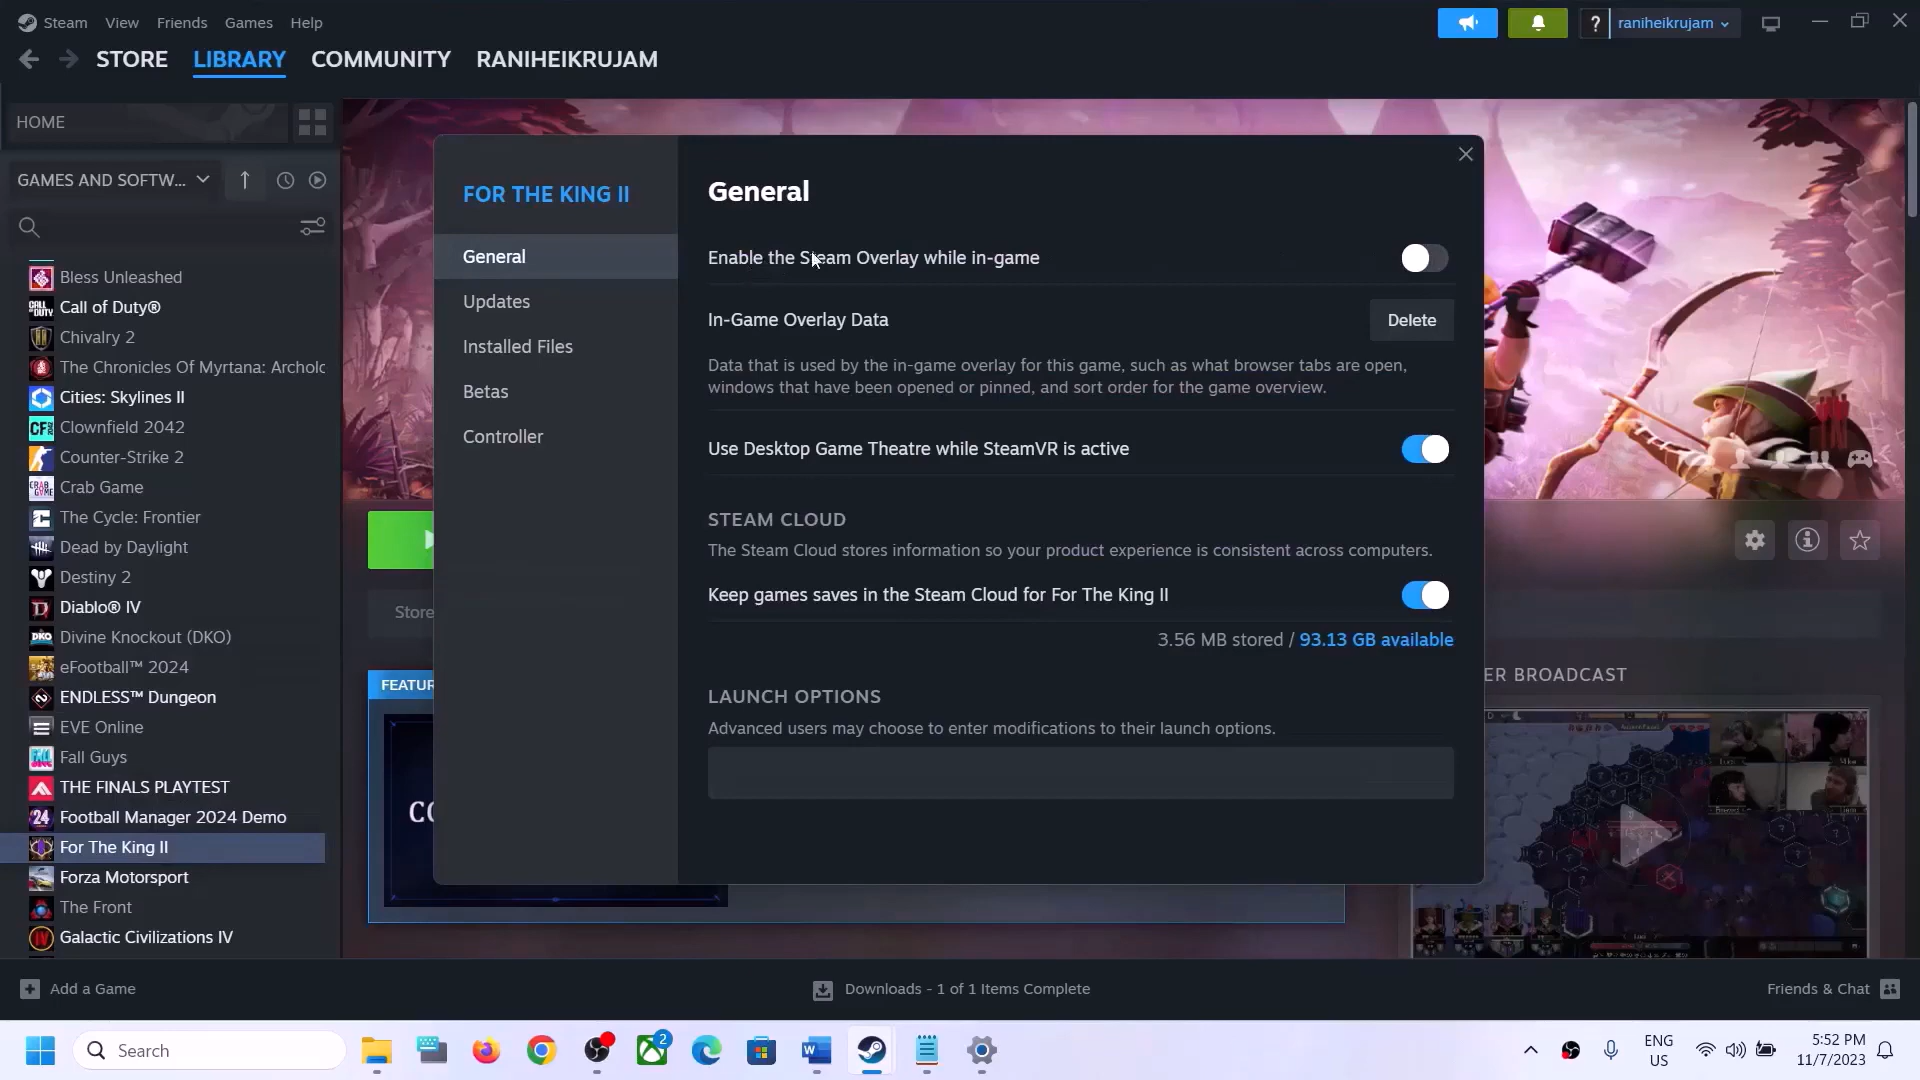 Steam View Friends Games Help
raniheikrujam
STORE LIBRARY COMMUNITY RANIHEIKRUJAM
HOME
GAMES AND SOFTW...
Bless Unleashed
Call of Duty®
Chivalry 2
The Chronicles Of Myrtana: Archolo
Cities: Skylines II
Clownfield 2042
Counter-Strike 2
Crab Game
The Cycle: Frontier
Dead by Daylight
Destiny 2
Diablo® IV
Divine Knockout (DKO)
eFootball™ 2024
ENDLESS™ Dungeon
EVE Online
Fall Guys
THE FINALS PLAYTEST
Football Manager 2024 Demo
For The King II
Forza Motorsport
The Front
Galactic Civilizations IV
FOR THE KING II
General
Updates
Installed Files
Betas
Controller
General
Enable the Steam Overlay while in-game
In-Game Overlay Data
Delete
Data that is used by the in-game overlay for this game, such as what browser tabs are open,
windows that have been opened or pinned, and sort order for the game overview.
Use Desktop Game Theatre while SteamVR is active
STEAM CLOUD
The Steam Cloud stores information so your product experience is consistent across computers.
Keep games saves in the Steam Cloud for For The King II
3.56 MB stored / 93.13 GB available
LAUNCH OPTIONS
Advanced users may choose to enter modifications to their launch options.
Store
FEATUR
CO
ER BROADCAST
Add a Game
Downloads - 1 of 1 Items Complete
Friends & Chat
Search
2
ENG
US
5:52 PM
11/7/2023